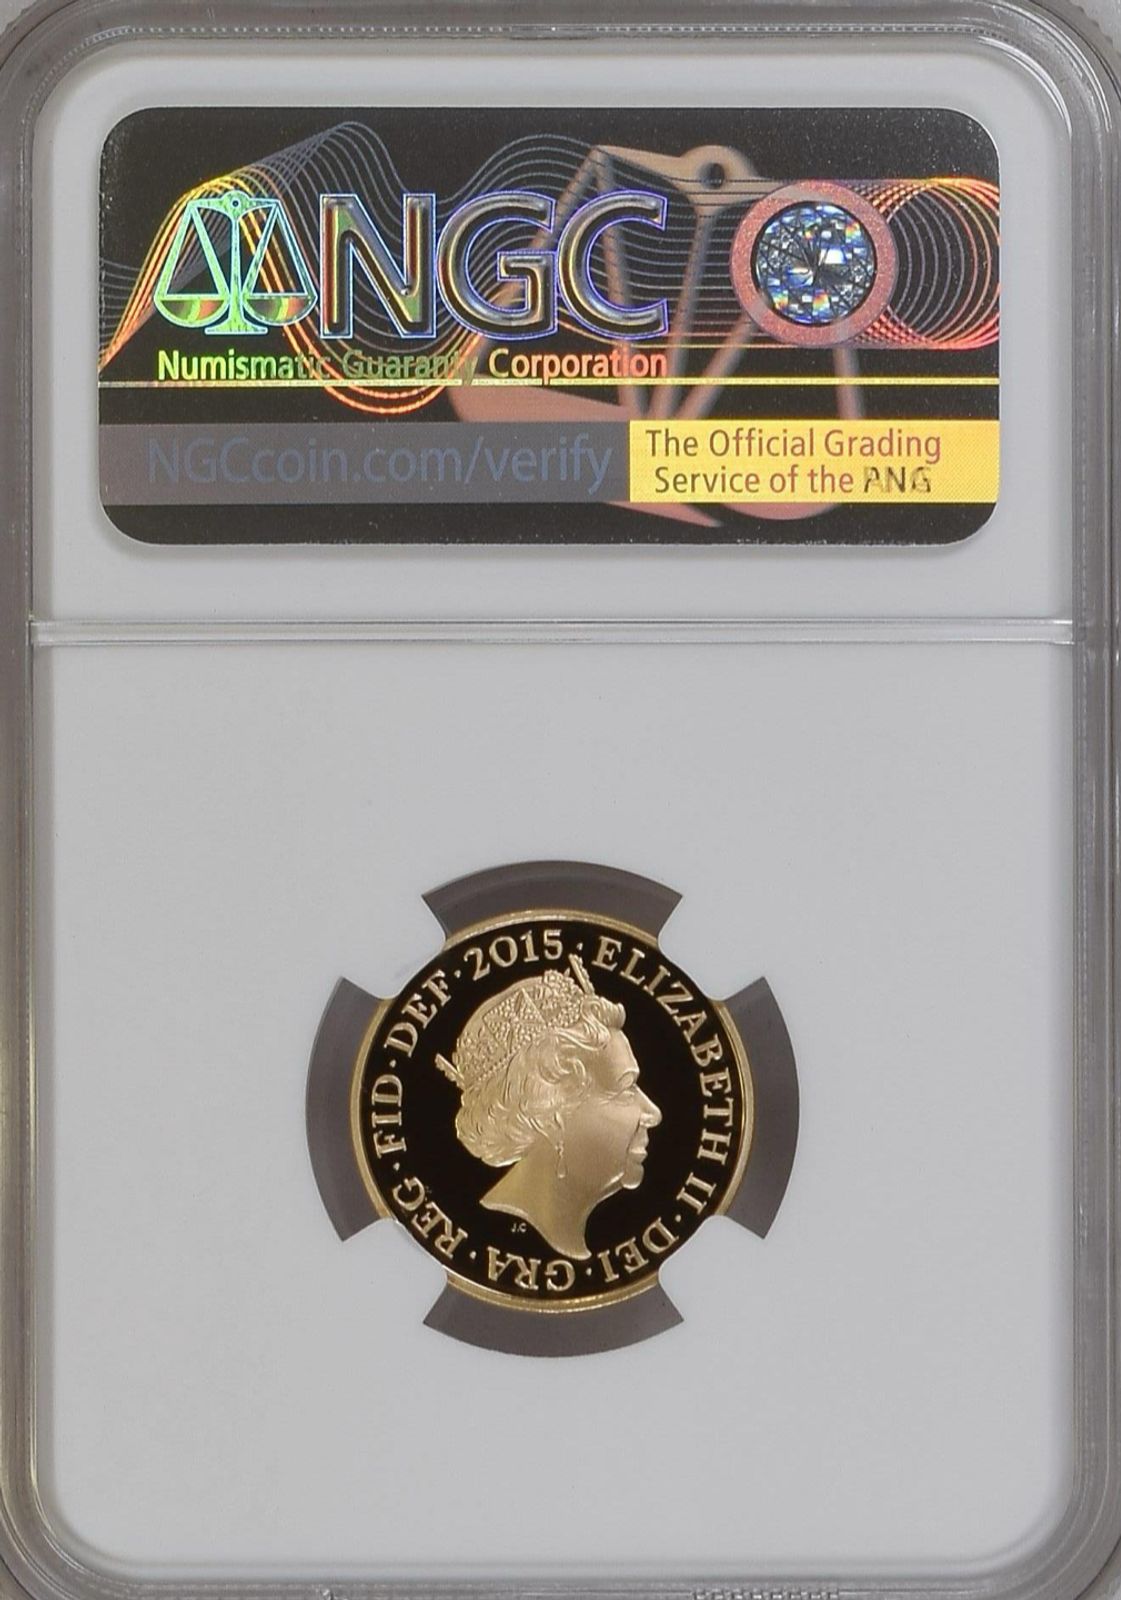 NGC
Numismatic Guaranty Corporation
NGCcoin.com/verify
The Official Grading
Service of the PNG
ELIZABETH II · DEI · GRA · REG · FID · DEF · 2015 ·
J.C